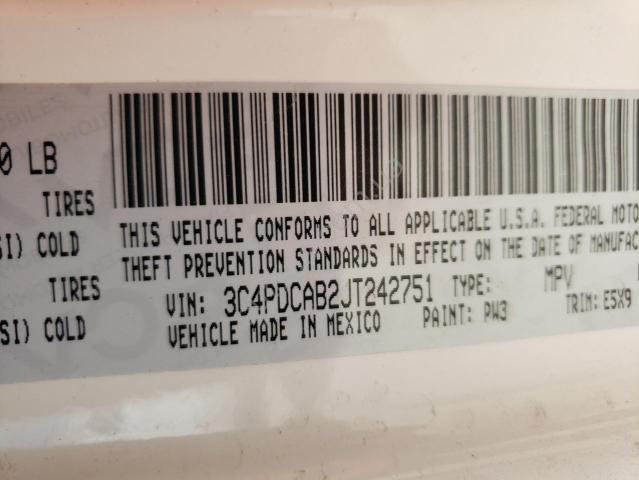 0 LB
TIRES
SI) COLD
TIRES
SI) COLD
THIS VEHICLE CONFORMS TO ALL APPLICABLE U.S.A. FEDERAL MOTO
THEFT PREVENTION STANDARDS IN EFFECT ON THE DATE OF MANUFAC
VIN: 3C4PDCAB2JT242751 TYPE: MPV
VEHICLE MADE IN MEXICO PAINT: PW3 TRIM: E5X9